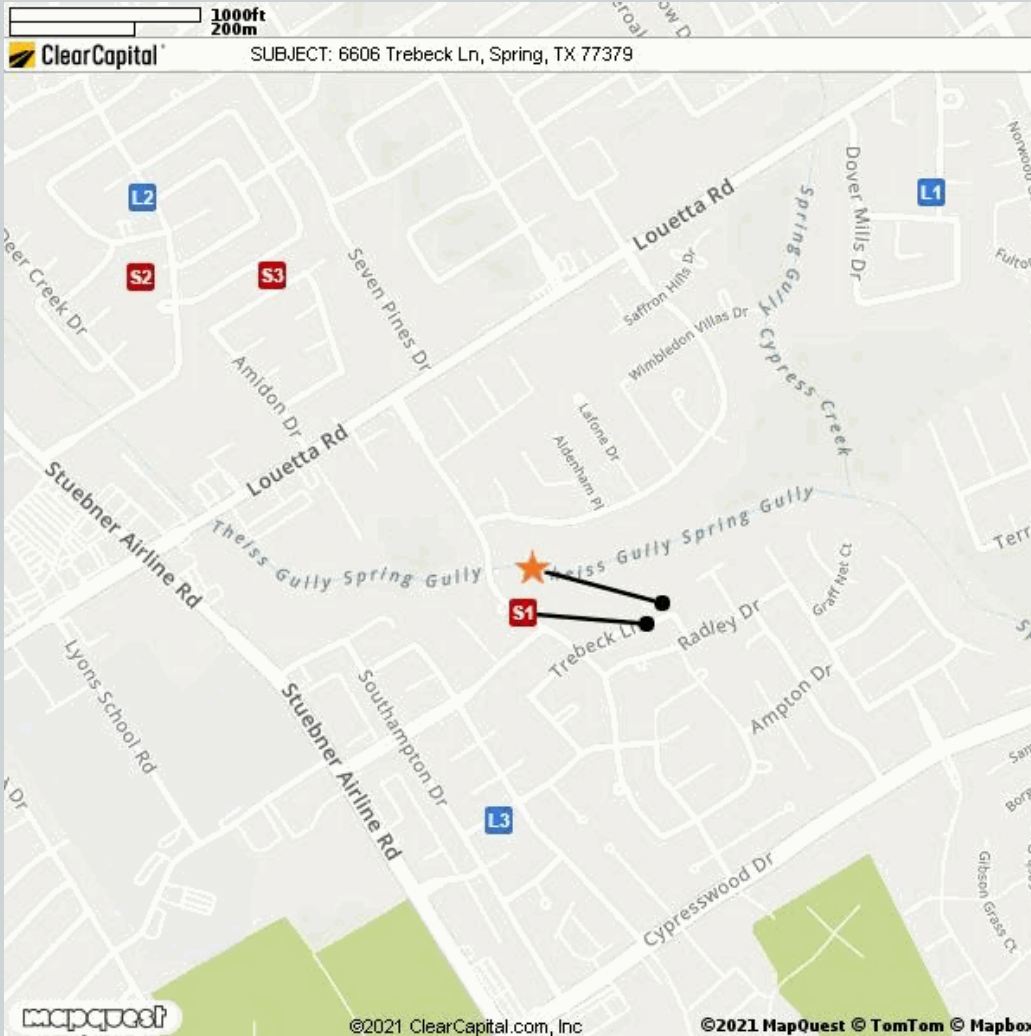 1000ft
200m
ClearCapital
SUBJECT: 6606 Trebeck Ln, Spring, TX 77379
Louetta Rd
Dover Mills Dr
L1
L2
S2
S3
Deer Creek Dr
Seven Pines Dr
Spring Gully
Cypress Creek
Saffron Hills Dr
Wimbledon Villas Dr
Amidon Dr
Lafone Dr
Aldenham Pl
Louetta Rd
Stuebner Airline Rd
Theiss Gully Spring Gully
Theiss Gully Spring Gully
S1
Trebeck Ln
Radley Dr
Graff Net Ct
Ampton Dr
Lyons School Rd
Southampton Dr
Stuebner Airline Rd
L3
Cypresswood Dr
Gibson Grass Ct
mapquest
©2021 ClearCapital.com, Inc
©2021 MapQuest © TomTom © Mapbox